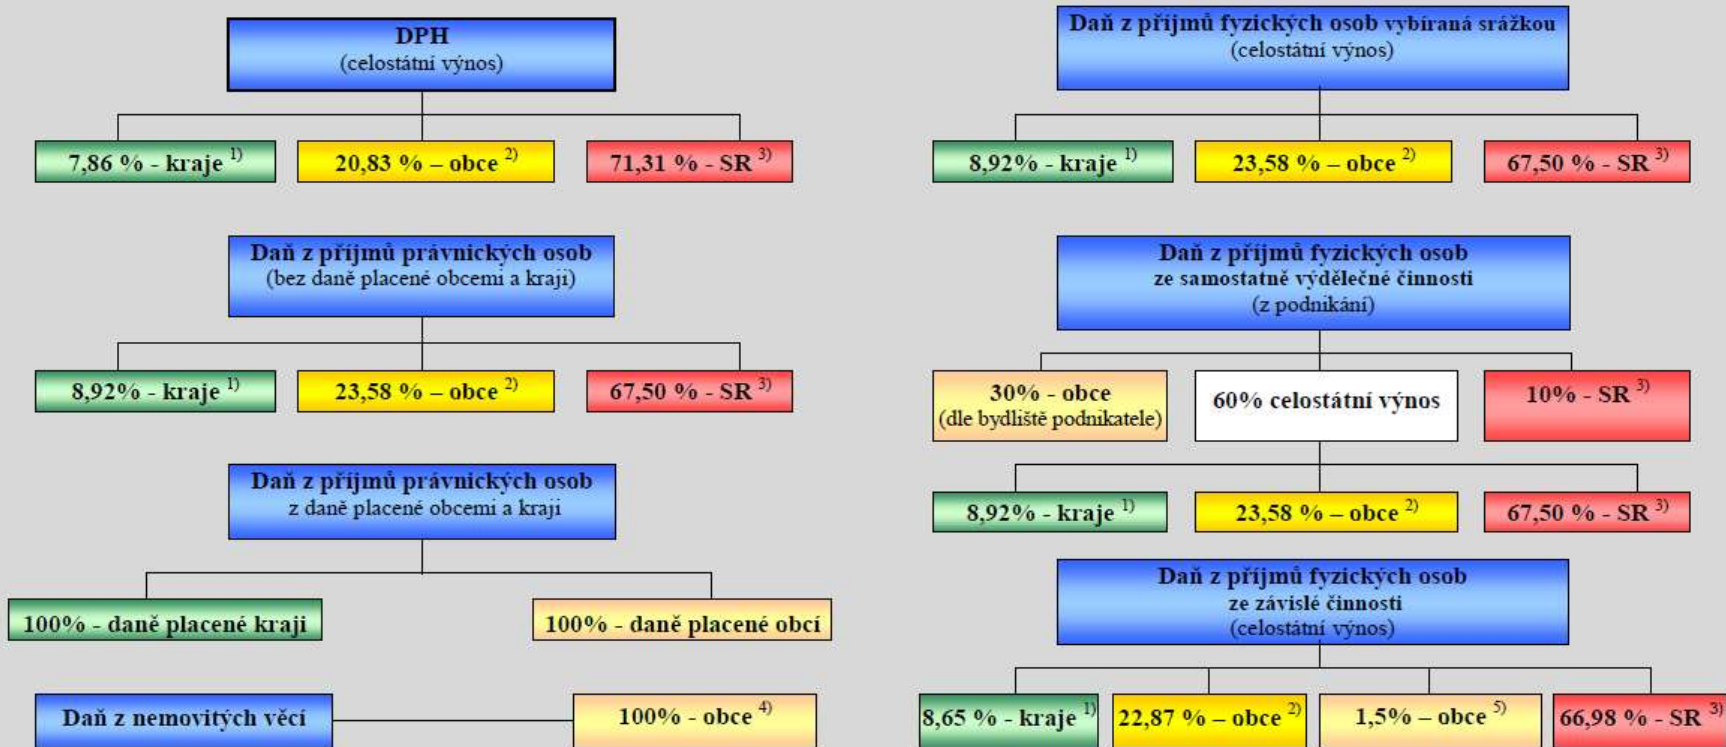 DPH
(celostátní výnos)
7,86 % - kraje 1)
20,83 % – obce 2)
71,31 % - SR 3)
Daň z příjmů právnických osob
(bez daně placené obcemi a kraji)
8,92% - kraje 1)
23,58 % – obce 2)
67,50 % - SR 3)
Daň z příjmů právnických osob
z daně placené obcemi a kraji
100% - daně placené kraji
100% - daně placené obcí
Daň z nemovitých věcí
100% - obce 4)
Daň z příjmů fyzických osob vybíraná srážkou
(celostátní výnos)
8,92% - kraje 1)
23,58 % – obce 2)
67,50 % - SR 3)
Daň z příjmů fyzických osob
ze samostatně výdělečné činnosti
(z podnikání)
30% - obce
(dle bydliště podnikatele)
60% celostátní výnos
10% - SR 3)
8,92% - kraje 1)
23,58 % – obce 2)
67,50 % - SR 3)
Daň z příjmů fyzických osob
ze závislé činnosti
(celostátní výnos)
8,65 % - kraje 1)
22,87 % – obce 2)
1,5% – obce 5)
66,98 % - SR 3)